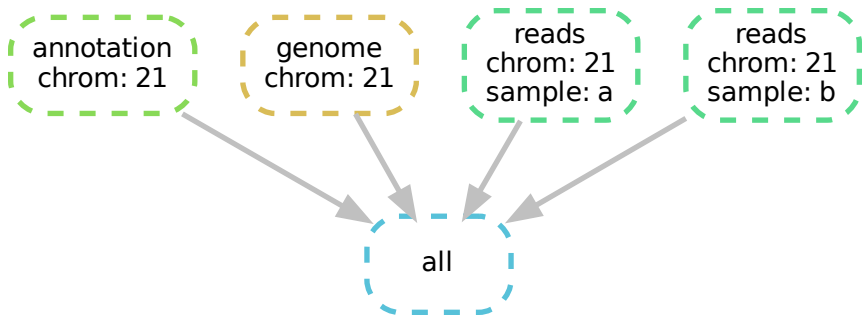 annotation
chrom: 21
genome
chrom: 21
reads
chrom: 21
sample: a
reads
chrom: 21
sample: b
all